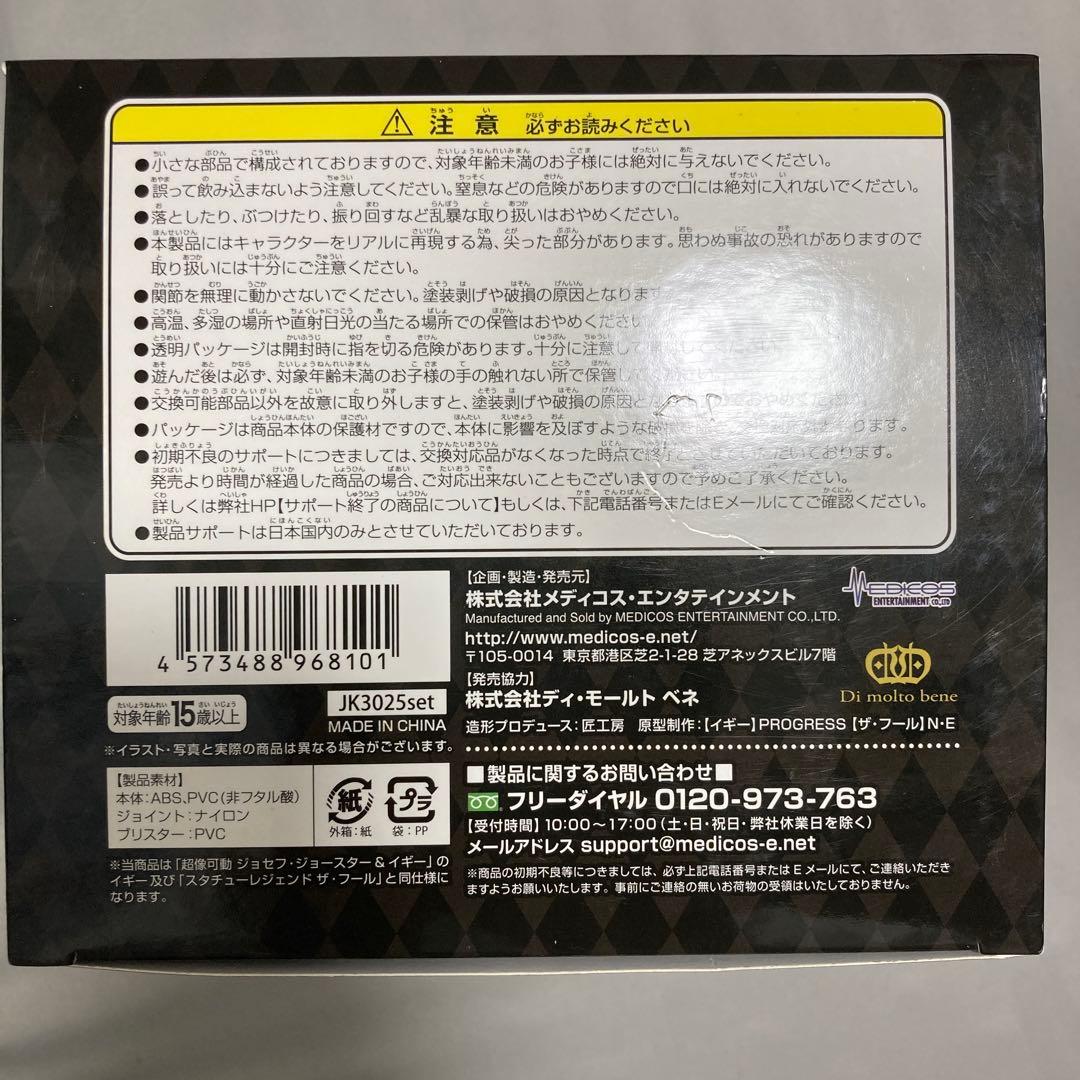 注意 必ずお読みください
●小さな部品で構成されておりますので、対象年齢未満のお子様には絶対に与えないでください。
●誤って飲み込まないよう注意してください。窒息などの危険がありますので口には絶対に入れないでください。
●落としたり、ぶつけたり、振り回すなど乱暴な取り扱いはおやめください。
●本製品にはキャラクターをリアルに再現する為、尖った部分があります。思わぬ事故の恐れがありますので
取り扱いには十分にご注意ください。
●関節を無理に動かさないでください。塗装剥げや破損の原因となります
●高温、多湿の場所や直射日光の当たる場所での保管はおやめください
●透明パッケージは開封時に指を切る危険があります。十分に注意して
●遊んだ後は必ず、対象年齢未満のお子様の手の触れない所で保管し
●交換可能部品以外を故意に取り外しますと、塗装剥げや破損の原因と おやめください。
●パッケージは商品本体の保護材ですので、本体に影響を及ぼすような ります。
●初期不良のサポートにつきましては、交換対応品がなくなった時点で終了とさせていただいております。
発売より時間が経過した商品の場合、ご対応出来ないこともございますので予めご了承ください。
詳しくは弊社HP【サポート終了の商品について】もしくは、下記電話番号またはEメールにてご確認ください。
●製品サポートは日本国内のみとさせていただいております。
4 573488 968101
JK3025set
対象年齢15歳以上
MADE IN CHINA
※イラスト・写真と実際の商品は異なる場合がございます。
【製品素材】
本体:ABS、PVC(非フタル酸)
ジョイント:ナイロン
ブリスター:PVC
紙
外箱:紙
プラ
袋:PP
※当商品は「超像可動 ジョセフ・ジョースター & イギー」の
イギー及び「スタチューレジェンド ザ・フール」と同仕様に
なります。
【企画・製造・発売元】
株式会社メディコス・エンタテインメント
Manufactured and Sold by MEDICOS ENTERTAINMENT CO.,LTD.
http://www.medicos-e.net/
〒105-0014 東京都港区芝2-1-28 芝アネックスビル7階
【発売協力】
株式会社ディ・モールト ベネ
造形プロデュース:匠工房 原型制作:【イギー】PROGRESS【ザ・フール】N・E
MEDICOS
ENTERTAINMENT CO.,LTD
Di molto bene
■製品に関するお問い合わせ■
フリーダイヤル 0120-973-763
【受付時間】10:00〜17:00(土・日・祝日・弊社休業日を除く)
メールアドレス support@medicos-e.net
※商品の初期不良等につきましては、必ず上記電話番号または E メールにて、ご連絡いただき
ますようお願いいたします。事前にご連絡の無いお荷物の受領はいたしておりません。